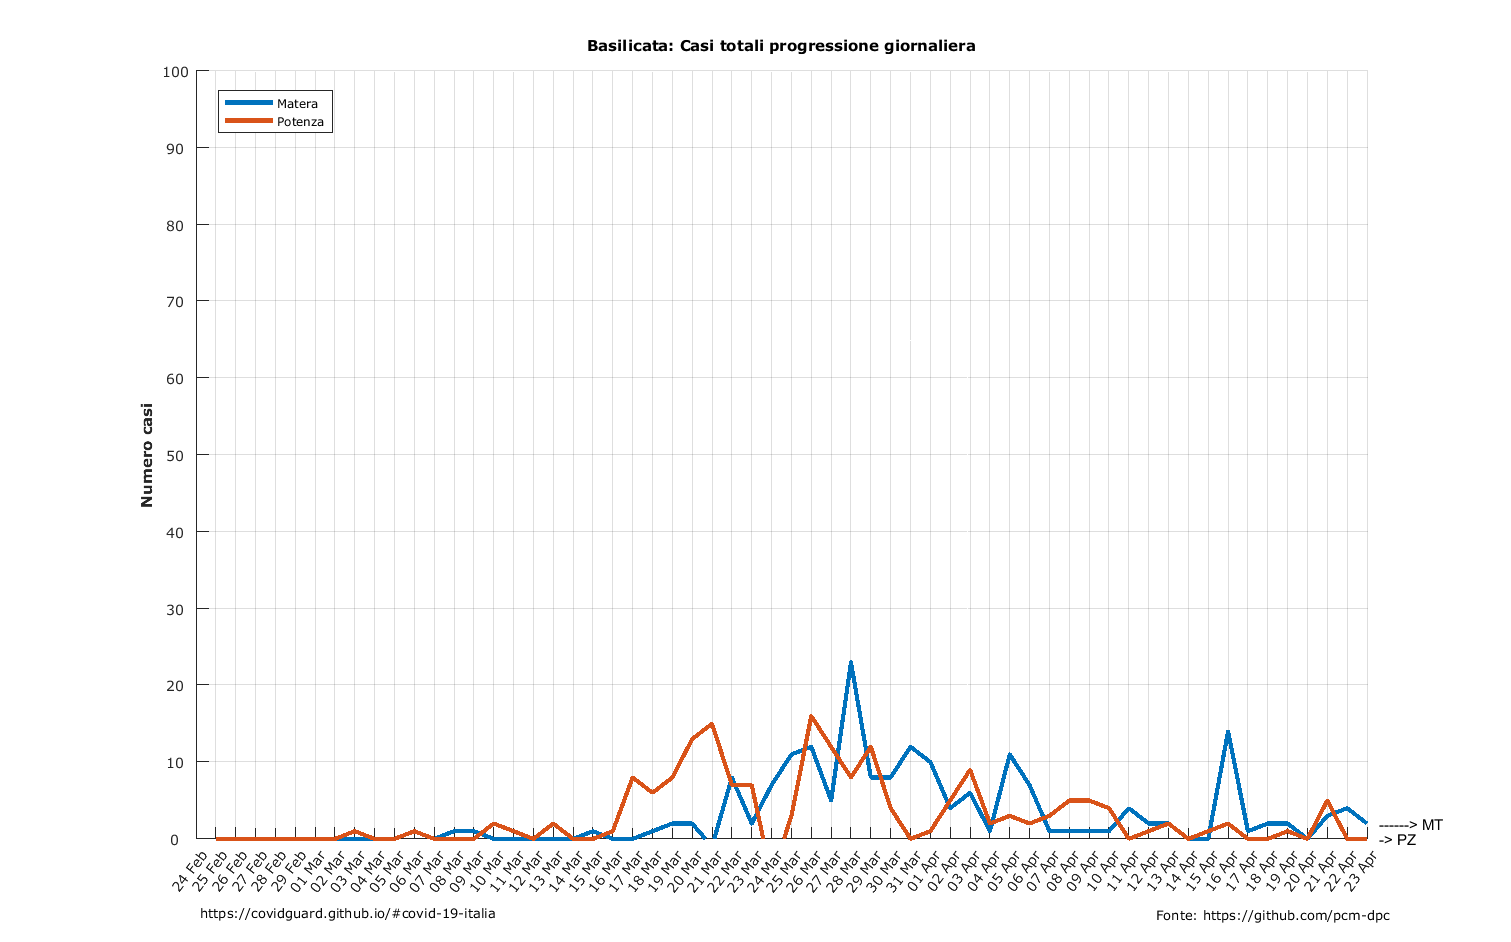 Basilicata: Casi totali progressione giornaliera
Matera
Potenza
Numero casi
100
90
80
70
60
50
40
30
20
10
0
24 Feb
25 Feb
26 Feb
27 Feb
28 Feb
29 Feb
01 Mar
02 Mar
03 Mar
04 Mar
05 Mar
06 Mar
07 Mar
08 Mar
09 Mar
10 Mar
11 Mar
12 Mar
13 Mar
14 Mar
15 Mar
16 Mar
17 Mar
18 Mar
19 Mar
20 Mar
21 Mar
22 Mar
23 Mar
24 Mar
25 Mar
26 Mar
27 Mar
28 Mar
29 Mar
30 Mar
31 Mar
01 Apr
02 Apr
03 Apr
04 Apr
05 Apr
06 Apr
07 Apr
08 Apr
09 Apr
10 Apr
11 Apr
12 Apr
13 Apr
14 Apr
15 Apr
16 Apr
17 Apr
18 Apr
19 Apr
20 Apr
21 Apr
22 Apr
23 Apr
------> MT
-> PZ
https://covidguard.github.io/#covid-19-italia
Fonte: https://github.com/pcm-dpc